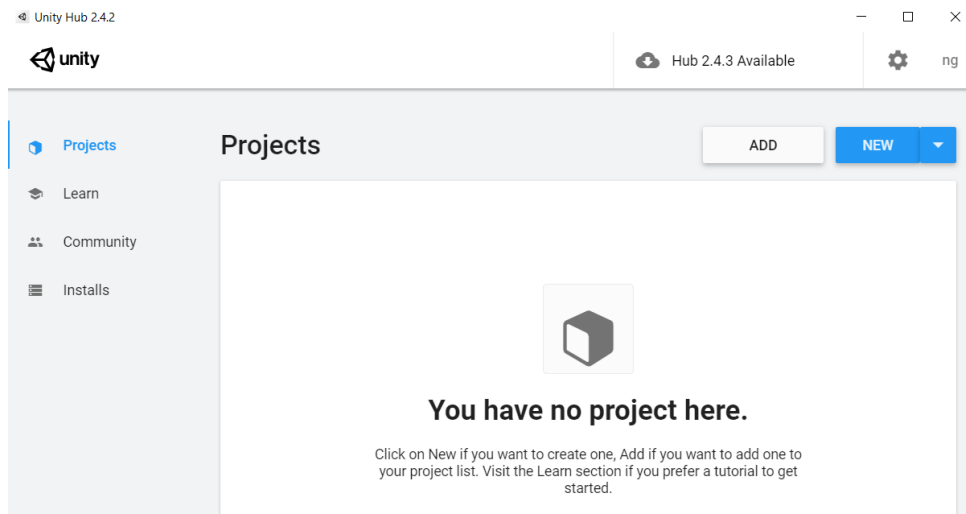 Unity Hub 2.4.2
unity
Hub 2.4.3 Available
ng
Projects
Learn
Community
Installs
Projects
ADD
NEW
You have no project here.
Click on New if you want to create one, Add if you want to add one to
your project list. Visit the Learn section if you prefer a tutorial to get
started.